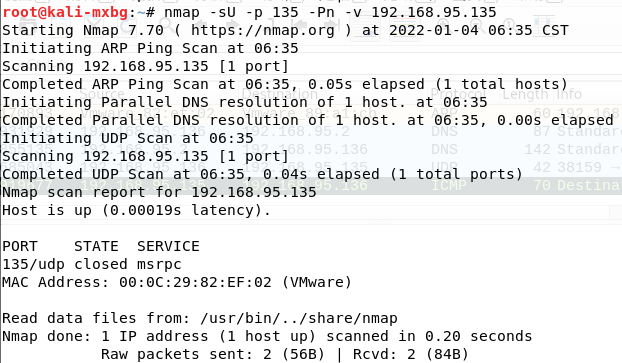 root@kali-mxbg:~# nmap -sU -p 135 -Pn -v 192.168.95.135
Starting Nmap 7.70 ( https://nmap.org ) at 2022-01-04 06:35 CST
Initiating ARP Ping Scan at 06:35
Scanning 192.168.95.135 [1 port]
Completed ARP Ping Scan at 06:35, 0.05s elapsed (1 total hosts)
Initiating Parallel DNS resolution of 1 host. at 06:35
Completed Parallel DNS resolution of 1 host. at 06:35, 0.00s elapsed
Initiating UDP Scan at 06:35
Scanning 192.168.95.135 [1 port]
Completed UDP Scan at 06:35, 0.04s elapsed (1 total ports)
Nmap scan report for 192.168.95.135
Host is up (0.00019s latency).
PORT    STATE  SERVICE
135/udp closed msrpc
MAC Address: 00:0C:29:82:EF:02 (VMware)
Read data files from: /usr/bin/../share/nmap
Nmap done: 1 IP address (1 host up) scanned in 0.20 seconds
Raw packets sent: 2 (56B) | Rcvd: 2 (84B)